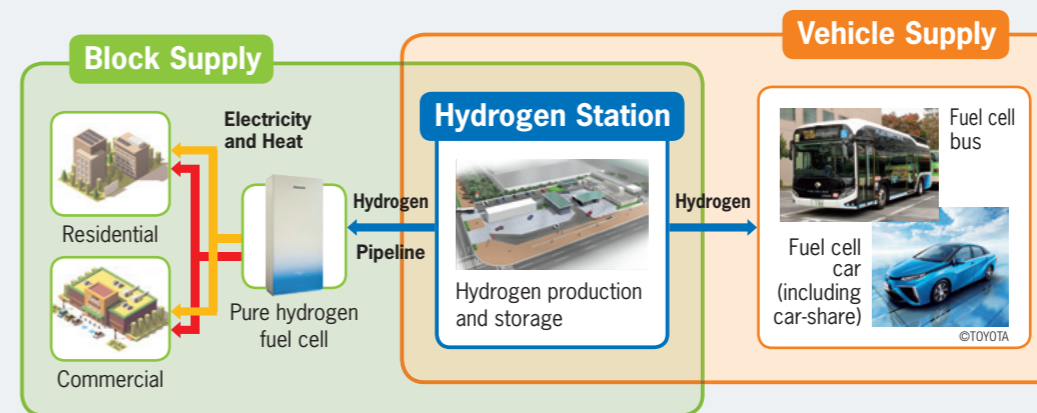 Block Supply
Vehicle Supply
Hydrogen Station
Electricity
and Heat
Residential
Commercial
Pure hydrogen
fuel cell
Hydrogen
Pipeline
Hydrogen production
and storage
Hydrogen
Fuel cell
bus
Fuel cell
car
(including
car-share)
©TOYOTA